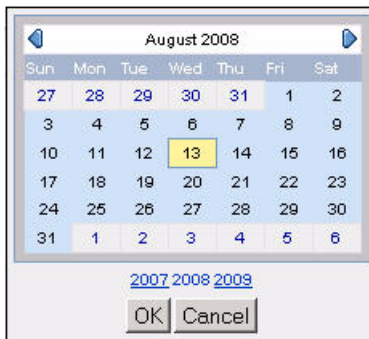 August 2008
Sun Mon Tue Wed Thu Fri Sat
27 28 29 30 31 1 2
3 4 5 6 7 8 9
10 11 12 13 14 15 16
17 18 19 20 21 22 23
24 25 26 27 28 29 30
31 1 2 3 4 5 6
2007 2008 2009
OK Cancel